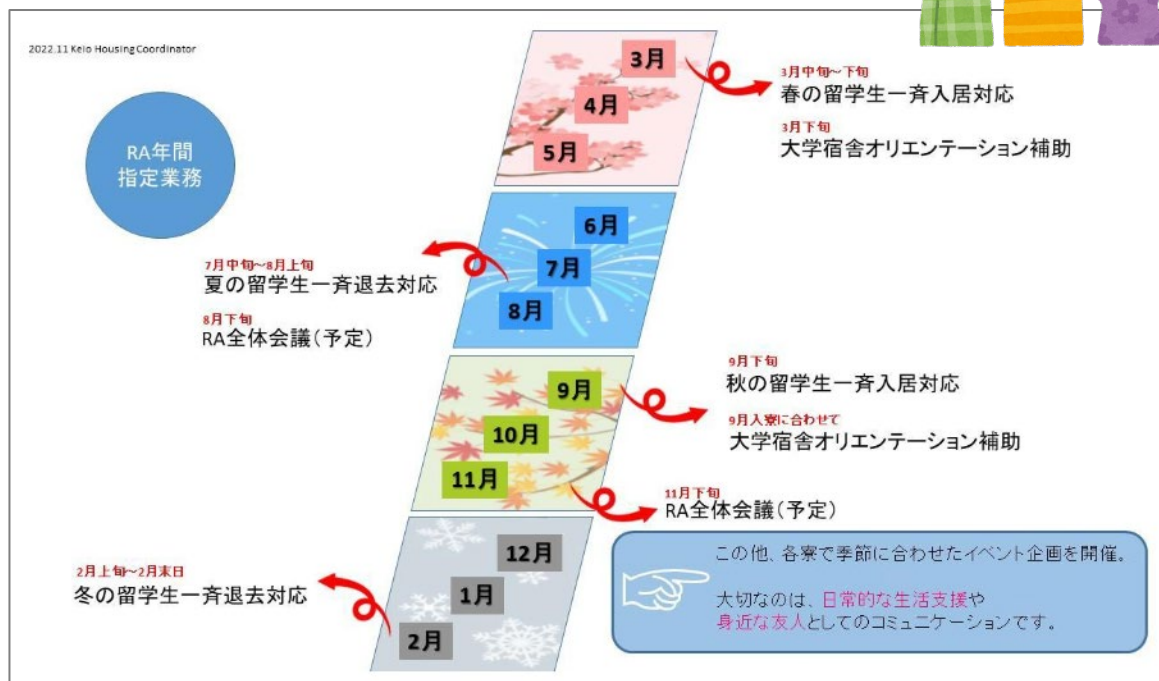 2022.11 Keio Housing Coordinator
RA年間
指定業務
3月
4月
5月
3月中旬～下旬
春の留学生一斉入居対応
3月下旬
大学宿舎オリエンテーション補助
6月
7月
8月
7月中旬～8月上旬
夏の留学生一斉退去対応
8月下旬
RA全体会議（予定）
9月
10月
11月
9月下旬
秋の留学生一斉入居対応
9月入寮に合わせて
大学宿舎オリエンテーション補助
11月下旬
RA全体会議（予定）
12月
1月
2月
2月上旬～2月末日
冬の留学生一斉退去対応
この他、各寮で季節に合わせたイベント企画を開催。
大切なのは、日常的な生活支援や
身近な友人としてのコミュニケーションです。